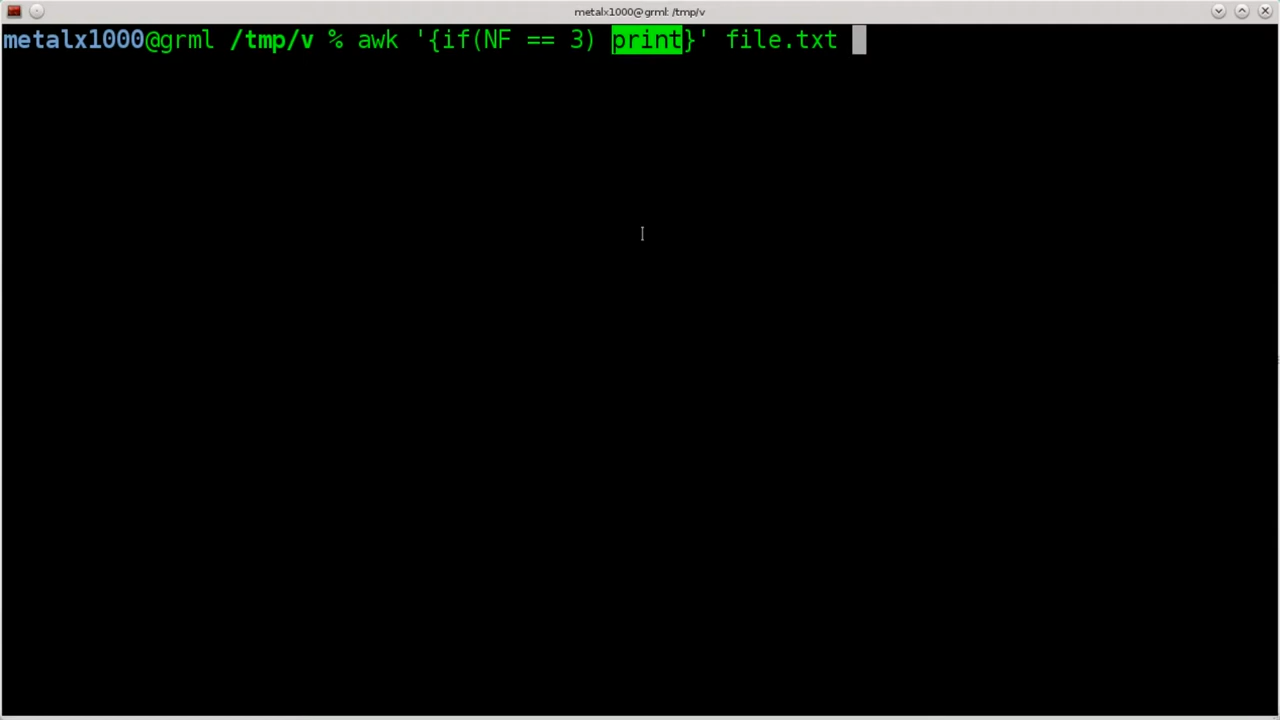 metalx1000@grml: /tmp/v
metalx1000@grml /tmp/v % awk '{if(NF == 3) print}' file.txt